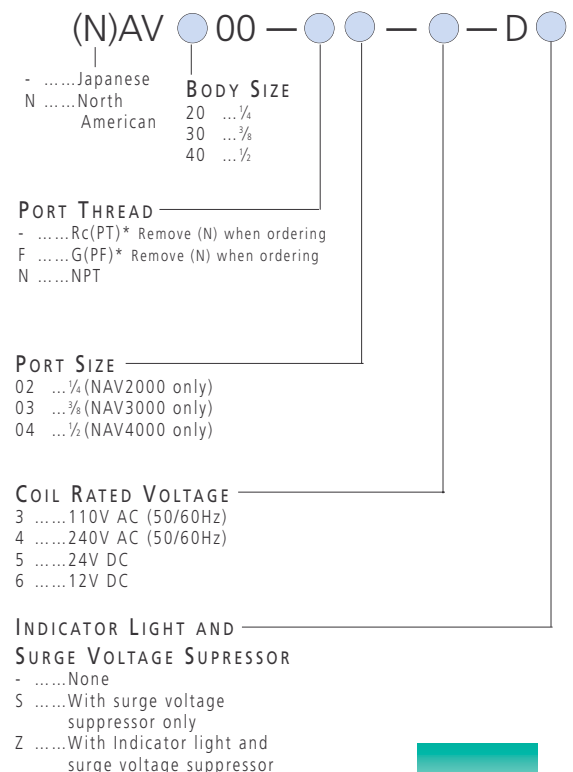 (N)AV 00 — — — D
- ……Japanese
N ……North
American
BODY SIZE
20 …¼
30 …⅜
40 …½
PORT THREAD
- ……Rc(PT)* Remove (N) when ordering
F ……G(PF)* Remove (N) when ordering
N ……NPT
PORT SIZE
02 …¼(NAV2000 only)
03 …⅜(NAV3000 only)
04 …½(NAV4000 only)
COIL RATED VOLTAGE
3 ……110V AC (50/60Hz)
4 ……240V AC (50/60Hz)
5 ……24V DC
6 ……12V DC
INDICATOR LIGHT AND
SURGE VOLTAGE SUPRESSOR
- ……None
S ……With surge voltage
suppressor only
Z ……With Indicator light and
surge voltage suppressor